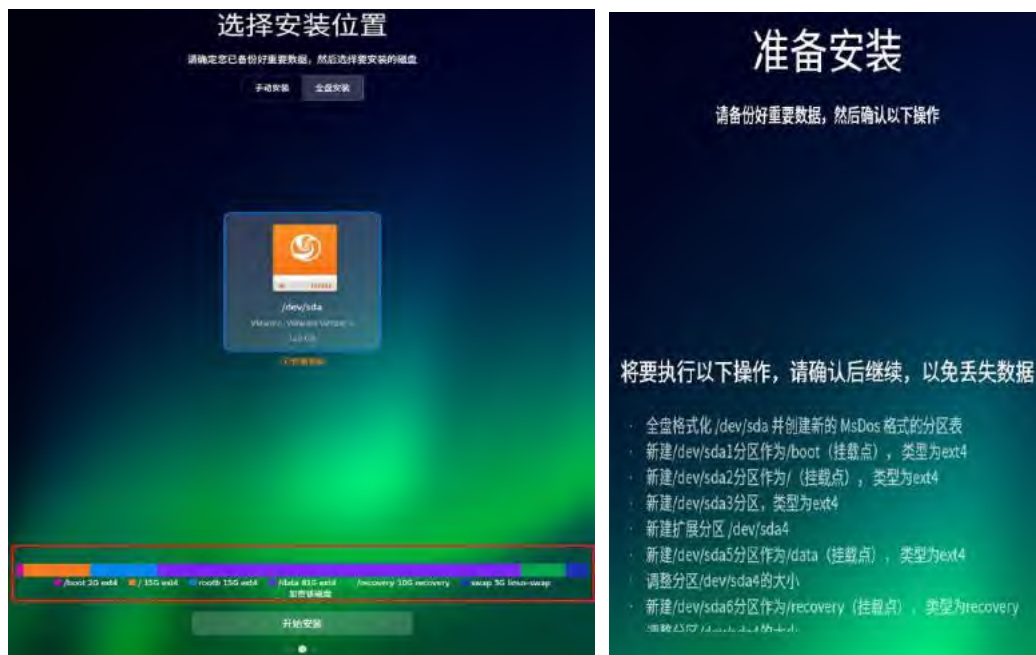 选择安装位置
请确定您已备份好重要数据，然后选择要安装的磁盘
手动安装 全盘安装
/dev/sda
/boot 2G ext4 / 15G ext4 rootb 15G ext4 /data 81G ext4 /recovery 10G recovery swap 5G linux-swap
加密该磁盘
开始安装
准备安装
请备份好重要数据，然后确认以下操作
将要执行以下操作，请确认后继续，以免丢失数据
· 全盘格式化 /dev/sda 并创建新的 MsDos 格式的分区表
· 新建/dev/sda1分区作为/boot（挂载点），类型为ext4
· 新建/dev/sda2分区作为/（挂载点），类型为ext4
· 新建/dev/sda3分区，类型为ext4
· 新建扩展分区 /dev/sda4
· 新建/dev/sda5分区作为/data（挂载点），类型为ext4
· 调整分区/dev/sda4的大小
· 新建/dev/sda6分区作为/recovery（挂载点），类型为recovery